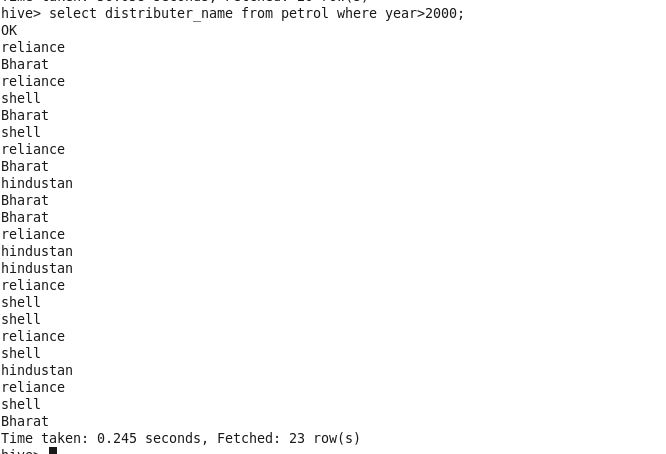 hive> select distributer_name from petrol where year>2000;
OK
reliance
Bharat
reliance
shell
Bharat
shell
reliance
Bharat
hindustan
Bharat
Bharat
reliance
hindustan
hindustan
reliance
shell
shell
reliance
shell
hindustan
reliance
shell
Bharat
Time taken: 0.245 seconds, Fetched: 23 row(s)
hive>